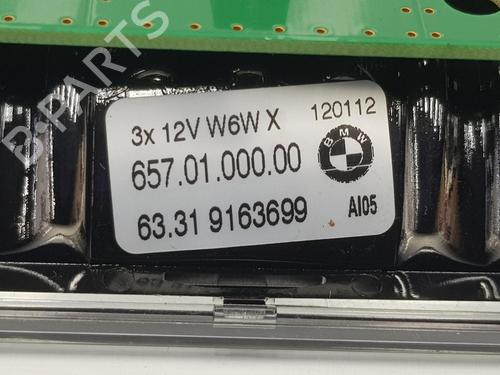 B-PARTS
3x 12V W6W X 120112
BMW
657.01.000.00
63.31 9163699 AI05